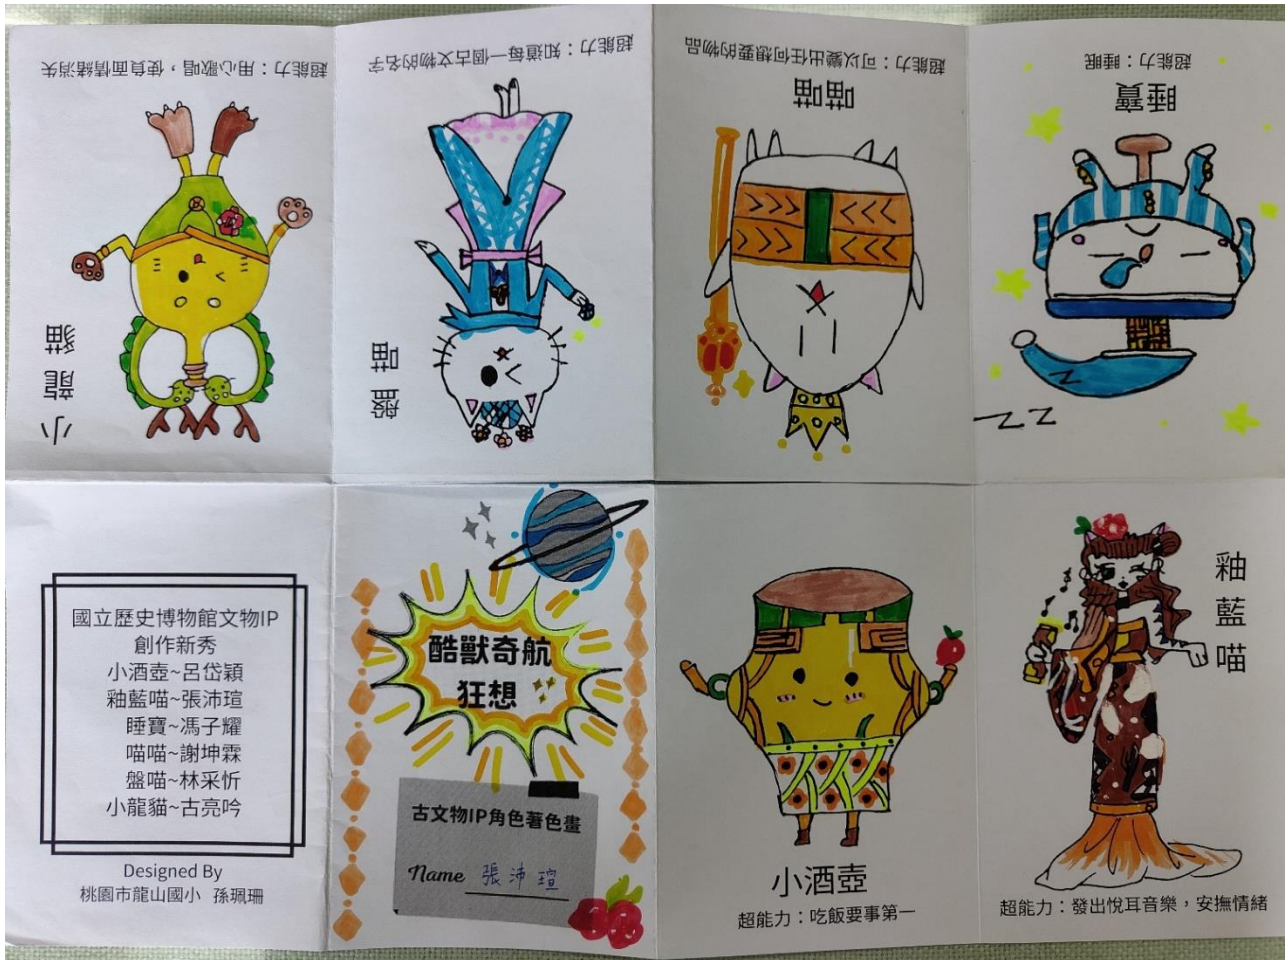 超能力：用心歌唱，使負面情緒消失
小龍貓
超能力：知道每一個古文物的名字
盤喵
超能力：可以變出任何想要的物品
喵喵
超能力：睡眠
睡寶
Z
Z Z
國立歷史博物館文物IP
創作新秀
小酒壺~呂岱穎
釉藍喵~張沛瑄
睡寶~馮子耀
喵喵~謝坤霖
盤喵~林采忻
小龍貓~古亮吟
Designed By
桃園市龍山國小 孫珮珊
酷獸奇航
狂想
古文物IP角色著色畫
Name 張沛瑄
小酒壺
超能力：吃飯要事第一
釉藍喵
超能力：發出悅耳音樂，安撫情緒